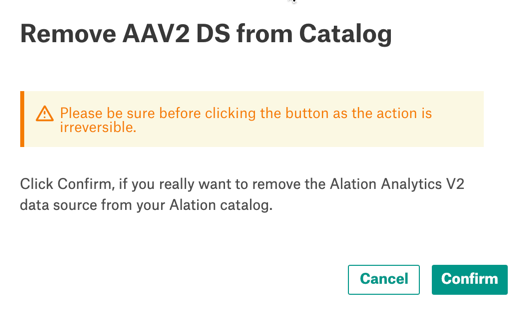 Remove AAV2 DS from Catalog
Please be sure before clicking the button as the action is
irreversible.
Click Confirm, if you really want to remove the Alation Analytics V2
data source from your Alation catalog.
Cancel
Confirm